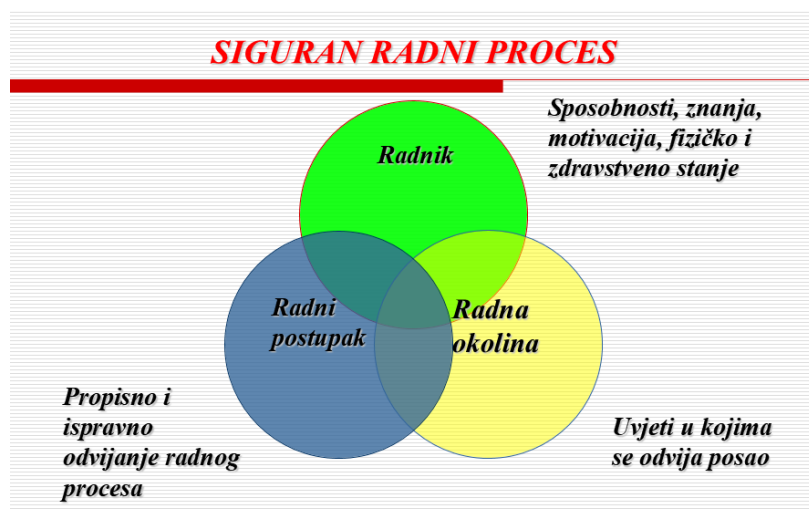 SIGURAN RADNI PROCES
Sposobnosti, znanja,
motivacija, fizičko i
zdravstveno stanje
Radnik
Radni
postupak
Radna
okolina
Propisno i
ispravno
odvijanje radnog
procesa
Uvjeti u kojima
se odvija posao